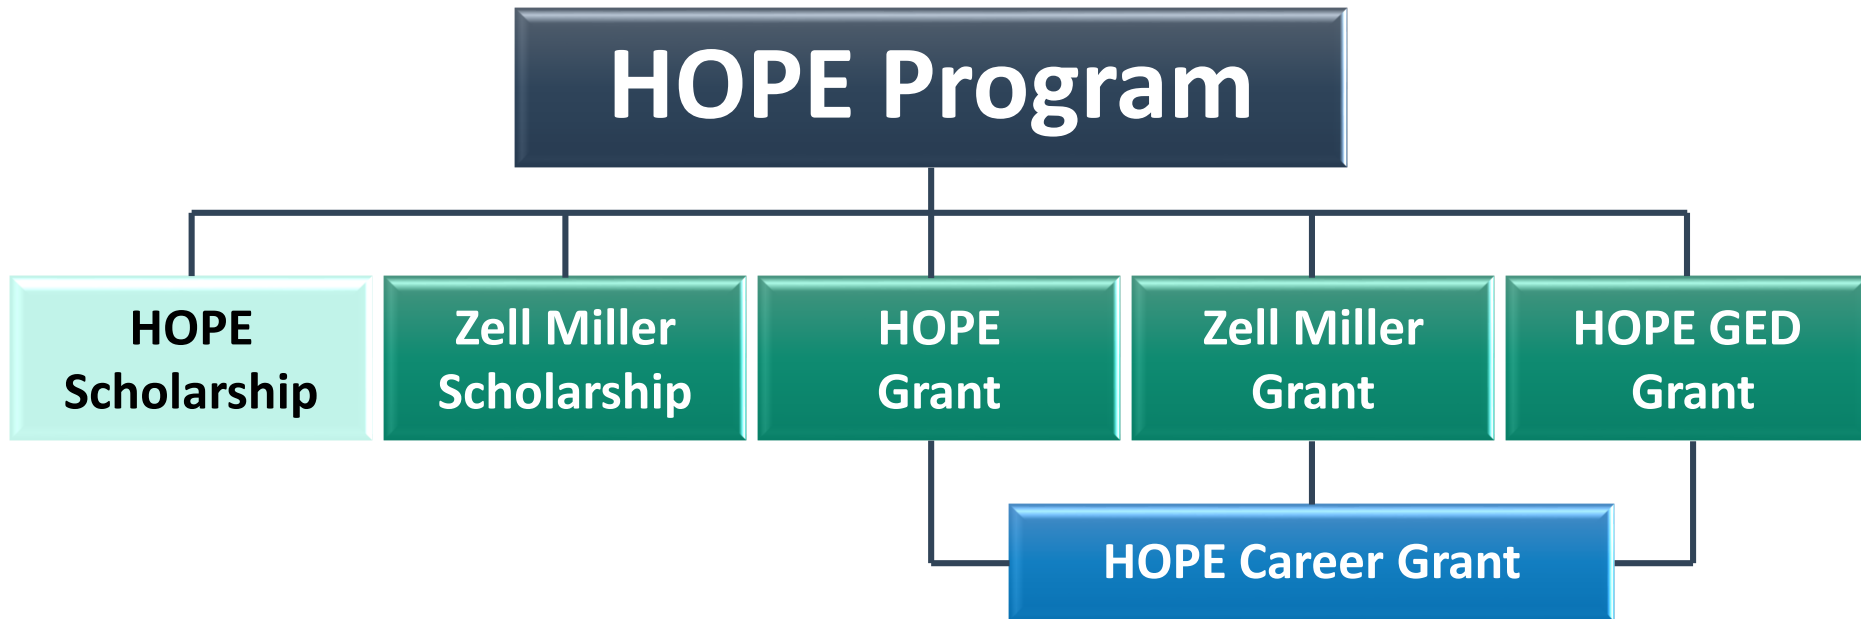 HOPE Program
HOPE
Scholarship
Zell Miller
Scholarship
HOPE
Grant
Zell Miller
Grant
HOPE GED
Grant
HOPE Career Grant